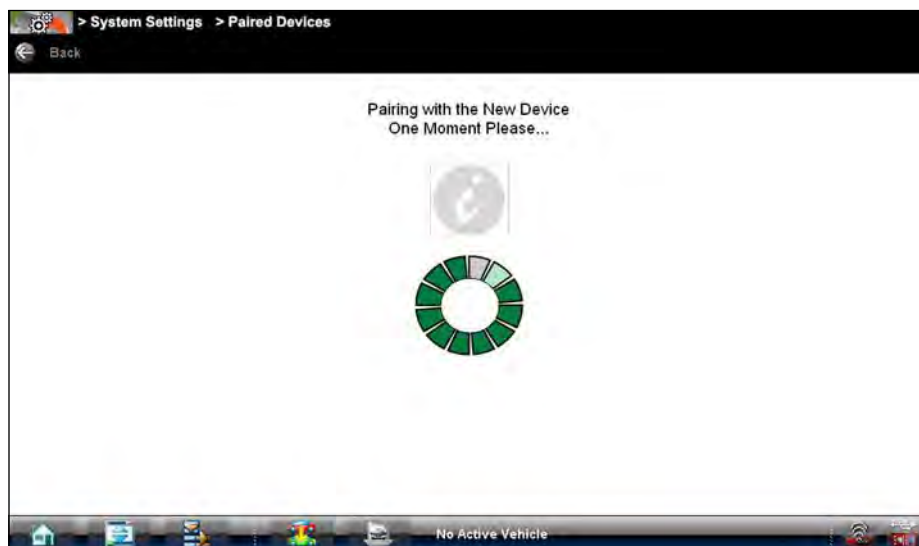 > System Settings > Paired Devices
Back
Pairing with the New Device
One Moment Please...
No Active Vehicle